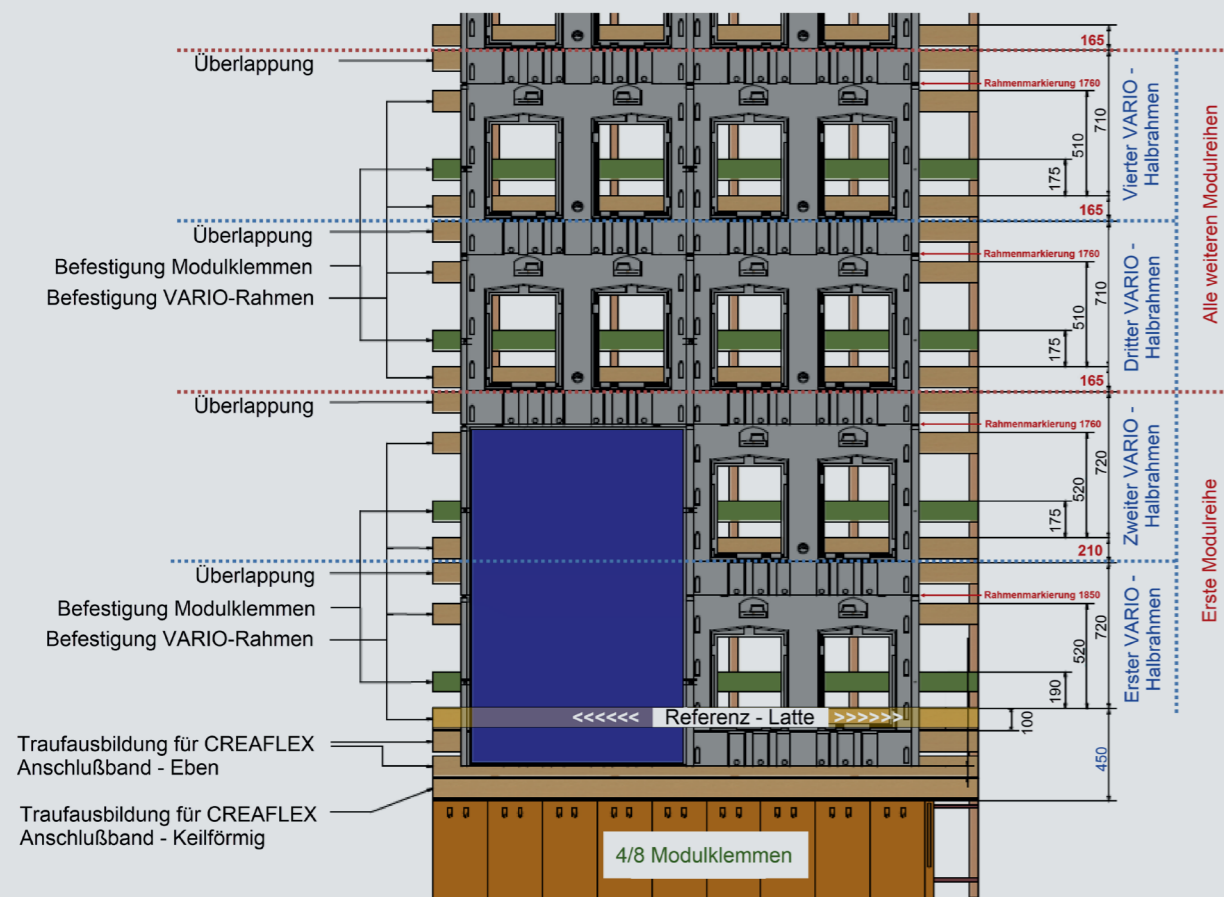 165
Überlappung
Rahmenmarkierung 1760
710
510
175
165
Vierter VARIO -
Halbrahmen
Überlappung
Befestigung Modulklemmen
Befestigung VARIO-Rahmen
Rahmenmarkierung 1760
710
510
175
165
Dritter VARIO -
Halbrahmen
Alle weiteren Modulreihen
Überlappung
Rahmenmarkierung 1760
720
520
175
210
Zweiter VARIO -
Halbrahmen
Überlappung
Befestigung Modulklemmen
Befestigung VARIO-Rahmen
Rahmenmarkierung 1850
720
520
190
Erster VARIO -
Halbrahmen
Erste Modulreihe
<<<<<< Referenz - Latte >>>>>>
100
450
Traufausbildung für CREAFLEX
Anschlußband - Eben
Traufausbildung für CREAFLEX
Anschlußband - Keilförmig
4/8 Modulklemmen